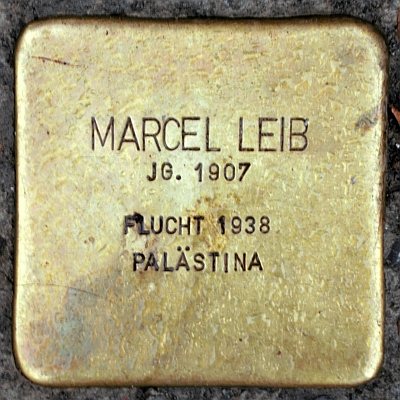 MARCEL LEIB
JG. 1907
FLUCHT 1938
PALÄSTINA